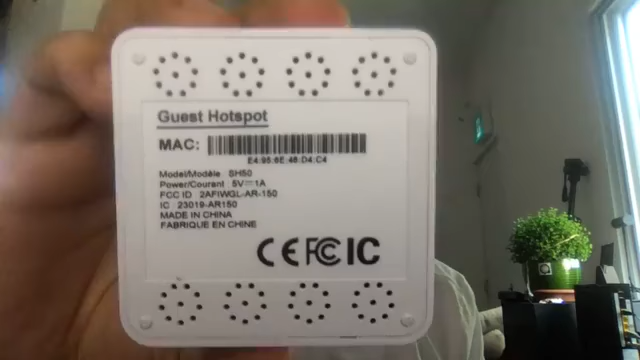 Guest Hotspot
MAC:
E4:95:6E:46:D4:C4
Model/Modèle SH50
Power/Courant 5V⎓1A
FCC ID 2AFIWGL-AR-150
IC 23019-AR150
MADE IN CHINA
FABRIQUE EN CHINE
CE FC IC